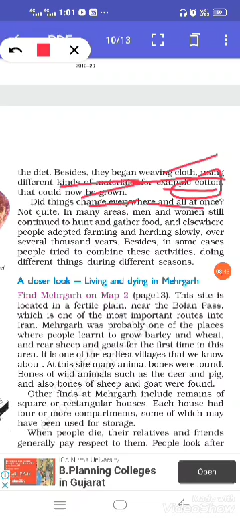 1:01
10/13
the diet. Besides, they began weaving cloth, using
different kinds of materials for example cotton
that could now be grown.
Did things change everywhere and all at once?
Not quite. In many areas, men and women still
continued to hunt and gather food, and elsewhere
people adopted farming and herding slowly, over
several thousand years. Besides, in some cases
people tried to combine these activities, doing
different things during different seasons.
A closer look — Living and dying in Mehrgarh
Find Mehrgarh on Map 2 (page 13). This site is
located in a fertile plain, near the Bolan Pass,
which is one of the most important routes into
Iran. Mehrgarh was probably one of the places
where people learnt to grow barley and wheat,
and rear sheep and goats for the first time in this
area. It is one of the earliest villages that we know
about. At this site many animal bones were found.
Bones of wild animals such as the deer and pig,
and also bones of sheep and goat were found.
Other finds at Mehrgarh include remains of
square or rectangular houses. Each house had
four or more compartments, some of which may
have been used for storage.
When people die, their relatives and friends
generally pay respect to them. People look after
B.Planning Colleges
in Gujarat
Open